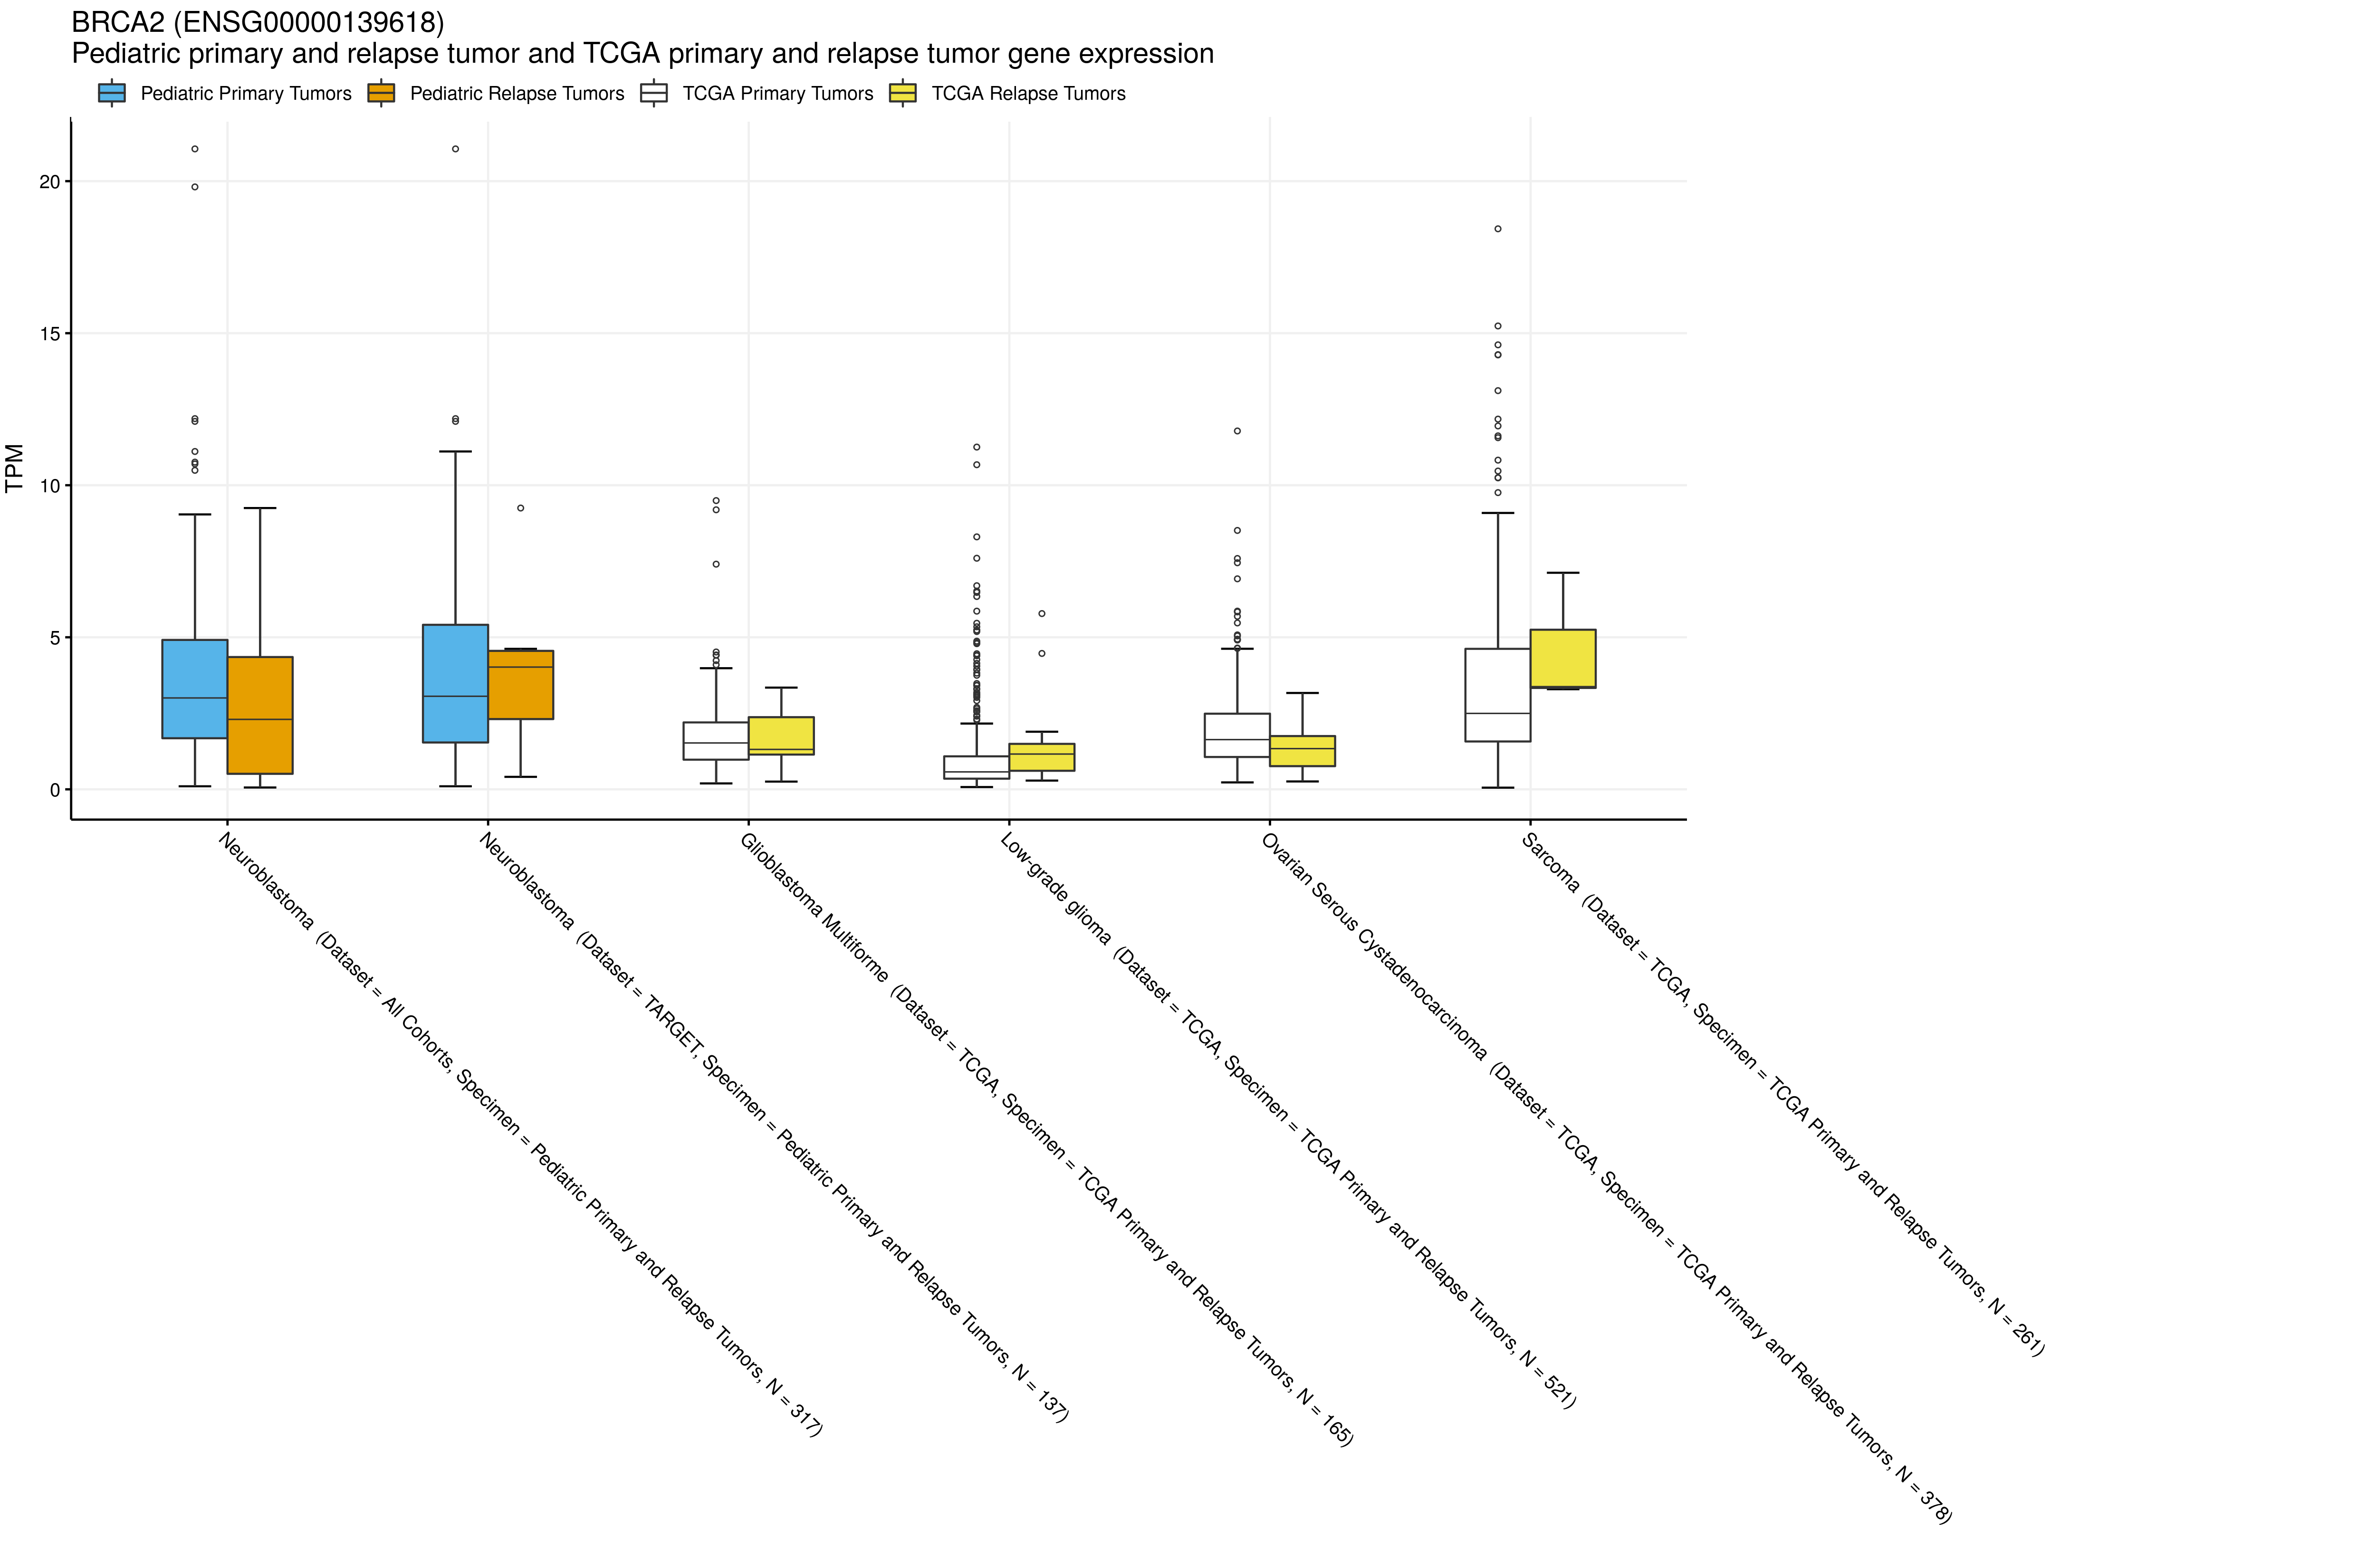 BRCA2 (ENSG00000139618)
Pediatric primary and relapse tumor and TCGA primary and relapse tumor gene expression
Pediatric Primary Tumors Pediatric Relapse Tumors TCGA Primary Tumors TCGA Relapse Tumors
TPM
20
15
10
5
0
Neuroblastoma (Dataset = All Cohorts, Specimen = Pediatric Primary and Relapse Tumors, N = 317)
Neuroblastoma (Dataset = TARGET, Specimen = Pediatric Primary and Relapse Tumors, N = 137)
Glioblastoma Multiforme (Dataset = TCGA, Specimen = TCGA Primary and Relapse Tumors, N = 165)
Low-grade glioma (Dataset = TCGA, Specimen = TCGA Primary and Relapse Tumors, N = 521)
Ovarian Serous Cystadenocarcinoma (Dataset = TCGA, Specimen = TCGA Primary and Relapse Tumors, N = 378)
Sarcoma (Dataset = TCGA, Specimen = TCGA Primary and Relapse Tumors, N = 261)